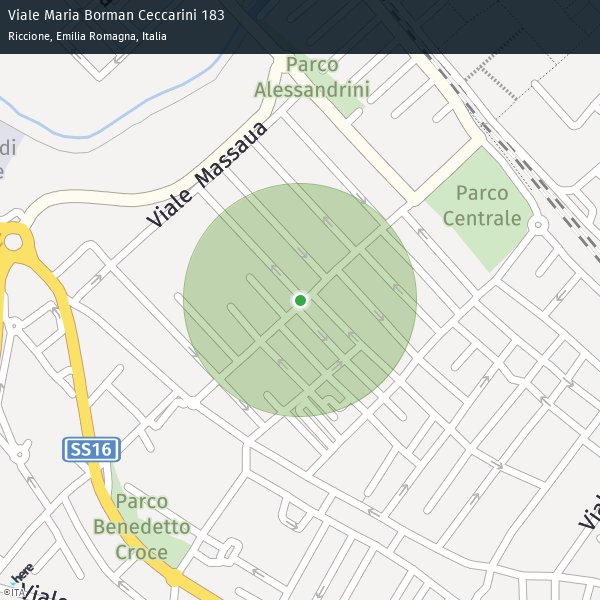 Viale Maria Borman Ceccarini 183
Riccione, Emilia Romagna, Italia
Parco
Alessandrini
di
e
Viale Massaua
Parco
Centrale
SS16
Parco
Benedetto
Croce
Viale
Viale
here
©ITA